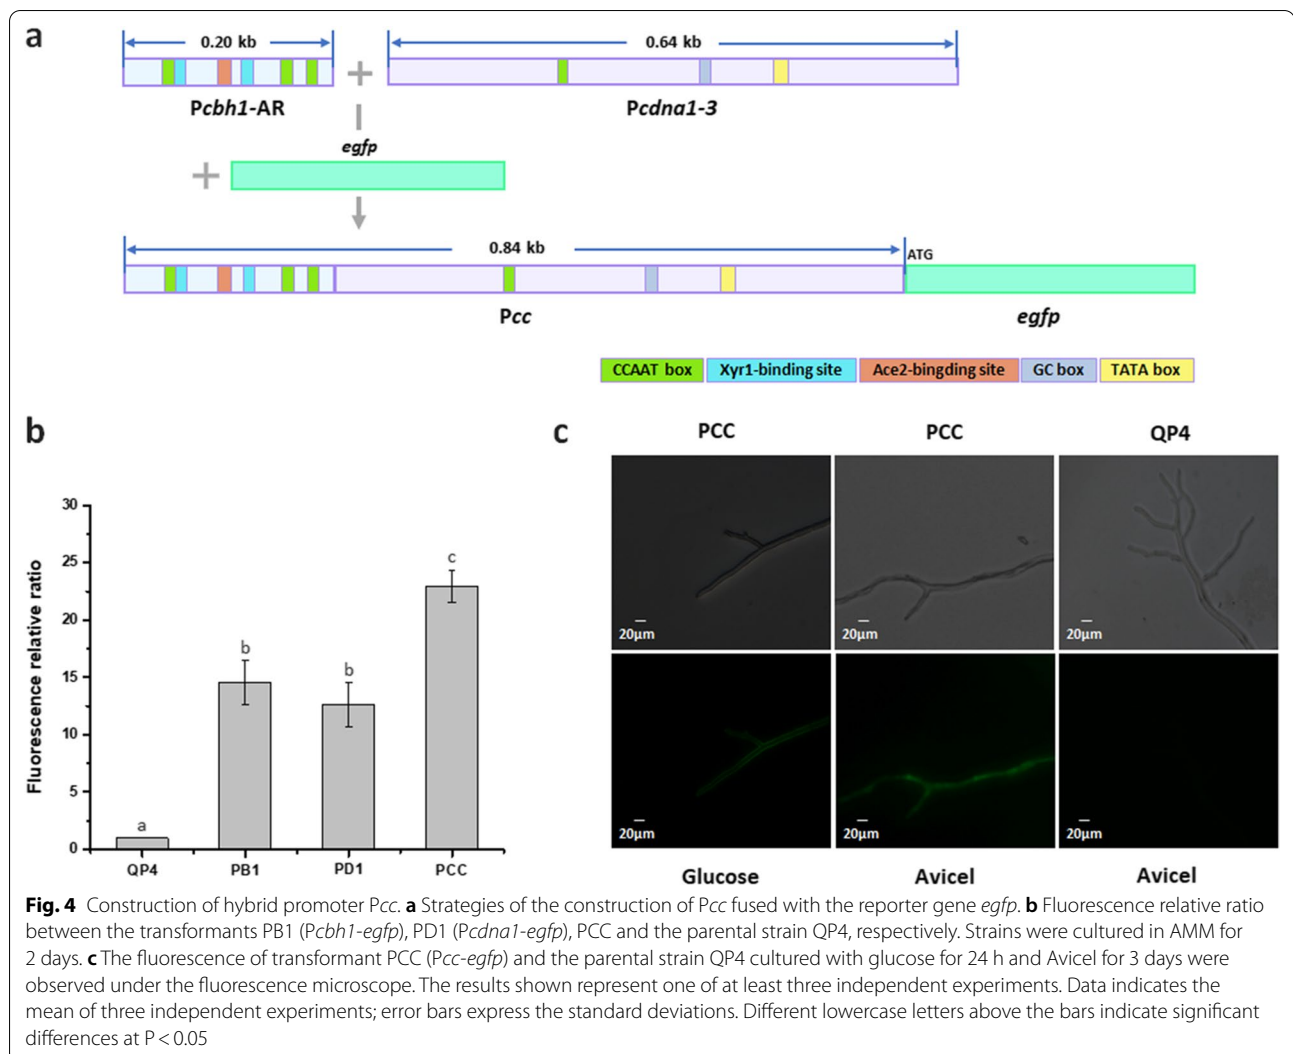 a
0.20 kb
0.64 kb
Pcbh1-AR
Pcdna1-3
egfp
0.84 kb
ATG
Pcc
egfp
CCAAT box
Xyr1-binding site
Ace2-bingding site
GC box
TATA box
b
Fluorescence relative ratio
30
25
20
15
10
5
0
a
b
b
c
QP4
PB1
PD1
PCC
c
PCC
PCC
QP4
20μm
20μm
20μm
20μm
20μm
20μm
Glucose
Avicel
Avicel
Fig. 4 Construction of hybrid promoter Pcc. a Strategies of the construction of Pcc fused with the reporter gene egfp. b Fluorescence relative ratio
between the transformants PB1 (Pcbh1-egfp), PD1 (Pcdna1-egfp), PCC and the parental strain QP4, respectively. Strains were cultured in AMM for
2 days. c The fluorescence of transformant PCC (Pcc-egfp) and the parental strain QP4 cultured with glucose for 24 h and Avicel for 3 days were
observed under the fluorescence microscope. The results shown represent one of at least three independent experiments. Data indicates the
mean of three independent experiments; error bars express the standard deviations. Different lowercase letters above the bars indicate significant
differences at P < 0.05